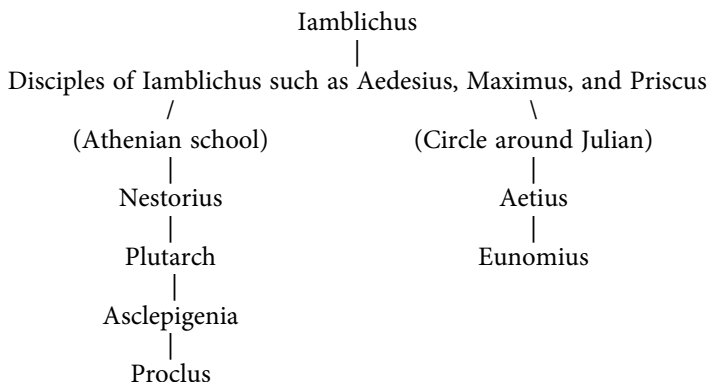 Iamblichus
Disciples of Iamblichus such as Aedesius, Maximus, and Priscus
(Athenian school) (Circle around Julian)
Nestorius Aetius
Plutarch Eunomius
Asclepigenia
Proclus